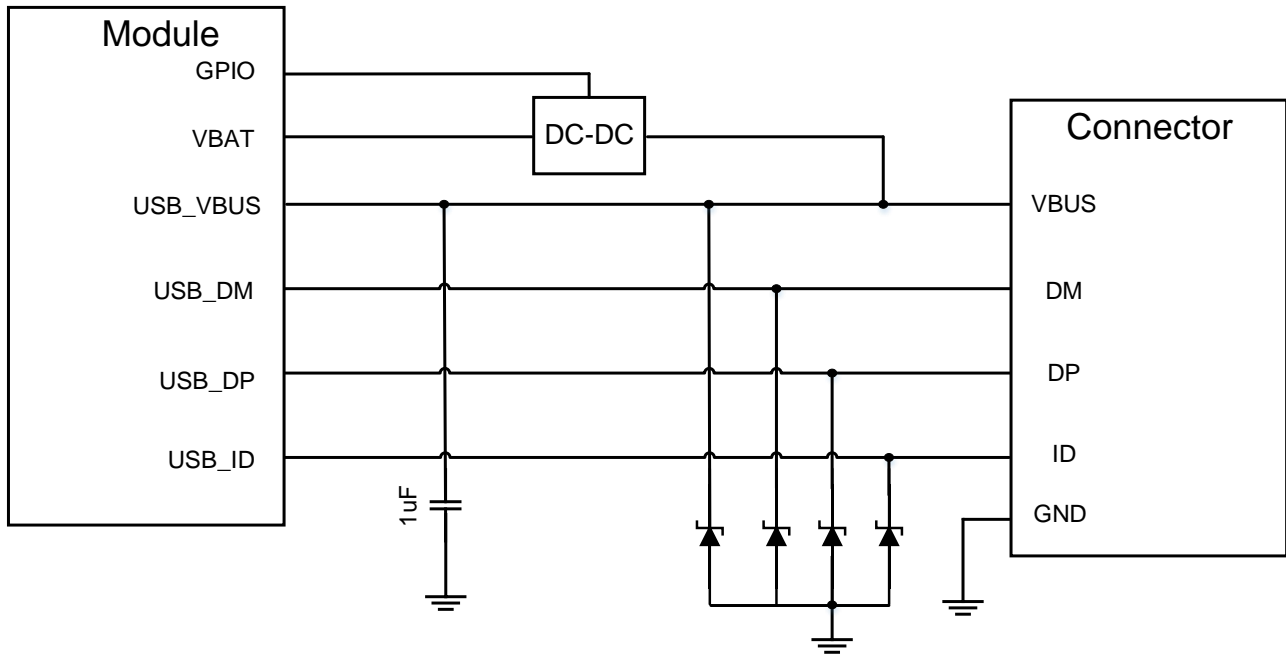 Module
GPIO
VBAT
USB_VBUS
USB_DM
USB_DP
USB_ID
DC-DC
1uF
Connector
VBUS
DM
DP
ID
GND